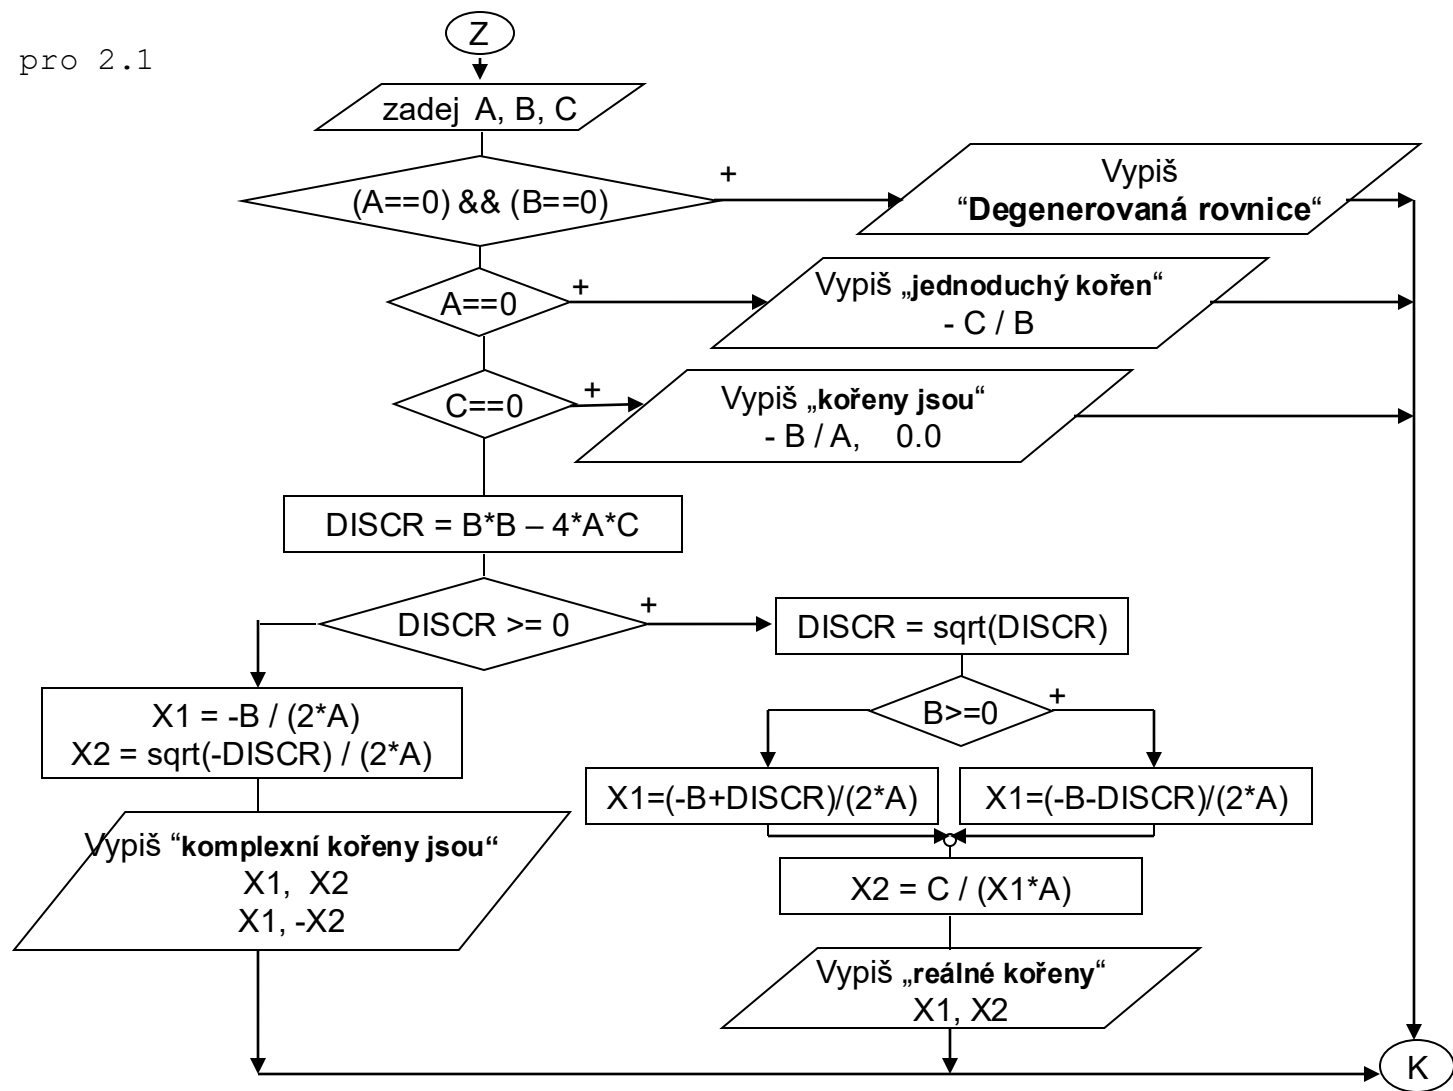 pro 2.1
Z
zadej  A, B, C
(A==0) && (B==0)
+
Vypiš
“Degenerovaná rovnice“
A==0
+
Vypiš „jednoduchý kořen“
- C / B
C==0
+
Vypiš „kořeny jsou“
- B / A,    0.0
DISCR = B*B – 4*A*C
DISCR >= 0
+
DISCR = sqrt(DISCR)
X1 = -B / (2*A)
X2 = sqrt(-DISCR) / (2*A)
B>=0
+
X1=(-B+DISCR)/(2*A)
X1=(-B-DISCR)/(2*A)
Vypiš “komplexní kořeny jsou“
X1,  X2
X1, -X2
X2 = C / (X1*A)
Vypiš „reálné kořeny“
X1, X2
K